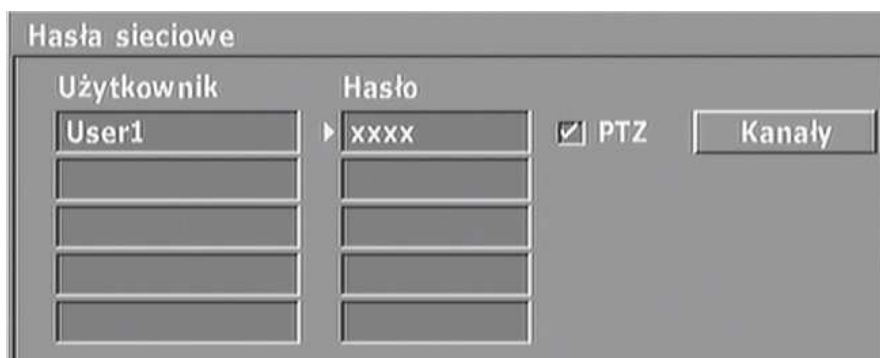 Hasła sieciowe
Użytkownik Hasło
User1 xxxx PTZ Kanały